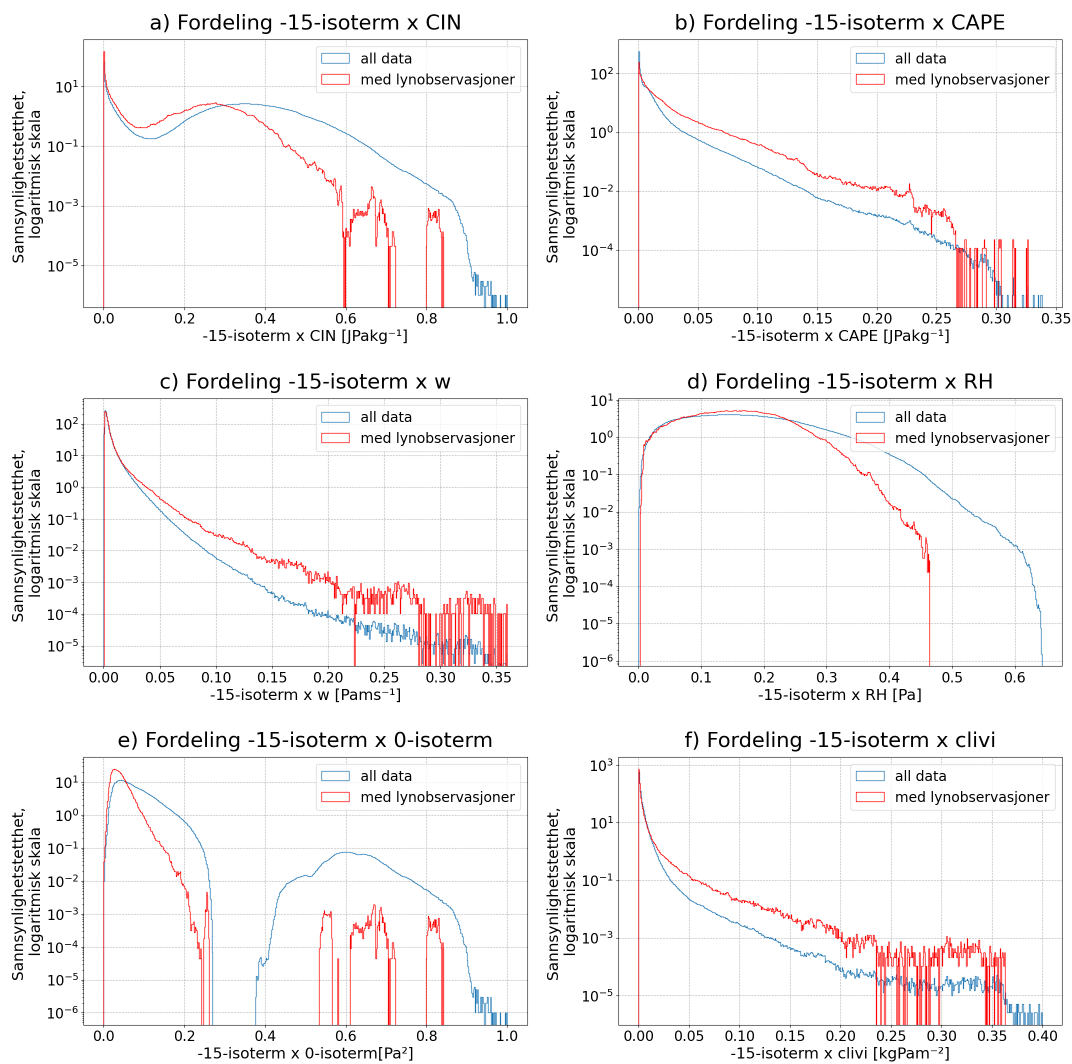 a) Fordeling -15-isoterm x CIN
all data
med lynobservasjoner
Sannsynlighetstetthet,
logaritmisk skala
10¹
10⁻¹
10⁻³
10⁻⁵
0.0 0.2 0.4 0.6 0.8 1.0
-15-isoterm x CIN [JPakg⁻¹]
b) Fordeling -15-isoterm x CAPE
all data
med lynobservasjoner
Sannsynlighetstetthet,
logaritmisk skala
10²
10⁰
10⁻²
10⁻⁴
0.00 0.05 0.10 0.15 0.20 0.25 0.30 0.35
-15-isoterm x CAPE [JPakg⁻¹]
c) Fordeling -15-isoterm x w
all data
med lynobservasjoner
Sannsynlighetstetthet,
logaritmisk skala
10²
10¹
10⁰
10⁻¹
10⁻²
10⁻³
10⁻⁴
10⁻⁵
0.00 0.05 0.10 0.15 0.20 0.25 0.30 0.35
-15-isoterm x w [Pams⁻¹]
d) Fordeling -15-isoterm x RH
all data
med lynobservasjoner
Sannsynlighetstetthet,
logaritmisk skala
10¹
10⁰
10⁻¹
10⁻²
10⁻³
10⁻⁴
10⁻⁵
10⁻⁶
0.0 0.1 0.2 0.3 0.4 0.5 0.6
-15-isoterm x RH [Pa]
e) Fordeling -15-isoterm x 0-isoterm
all data
med lynobservasjoner
Sannsynlighetstetthet,
logaritmisk skala
10¹
10⁰
10⁻¹
10⁻²
10⁻³
10⁻⁴
10⁻⁵
10⁻⁶
0.0 0.2 0.4 0.6 0.8 1.0
-15-isoterm x 0-isoterm[Pa²]
f) Fordeling -15-isoterm x clivi
all data
med lynobservasjoner
Sannsynlighetstetthet,
logaritmisk skala
10³
10¹
10⁻¹
10⁻³
10⁻⁵
0.00 0.05 0.10 0.15 0.20 0.25 0.30 0.35 0.40
-15-isoterm x clivi [kgPam⁻²]